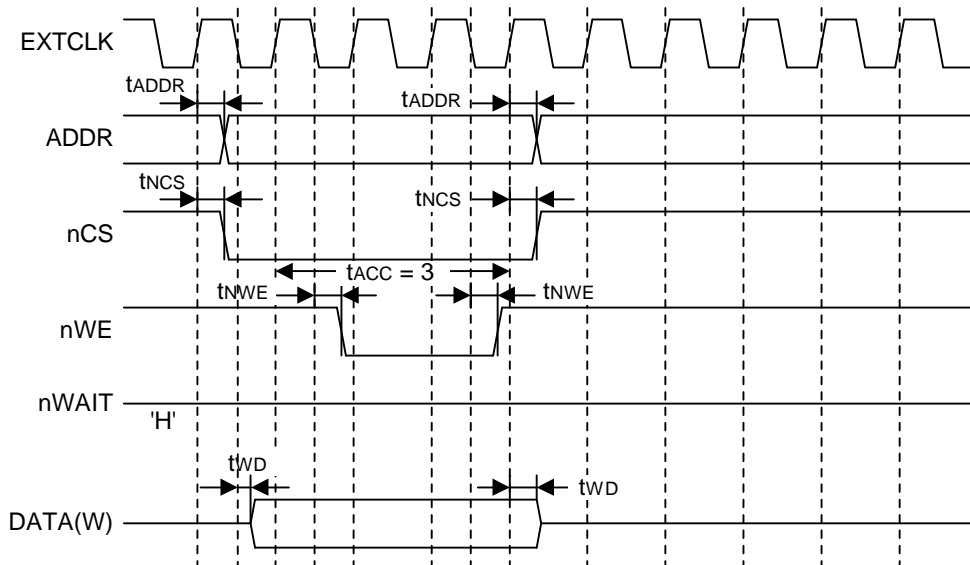 EXTCLK
tADDR
tADDR
ADDR
tNCS
tNCS
nCS
tACC = 3
tNWE
tNWE
nWE
nWAIT
'H'
tWD
tWD
DATA(W)